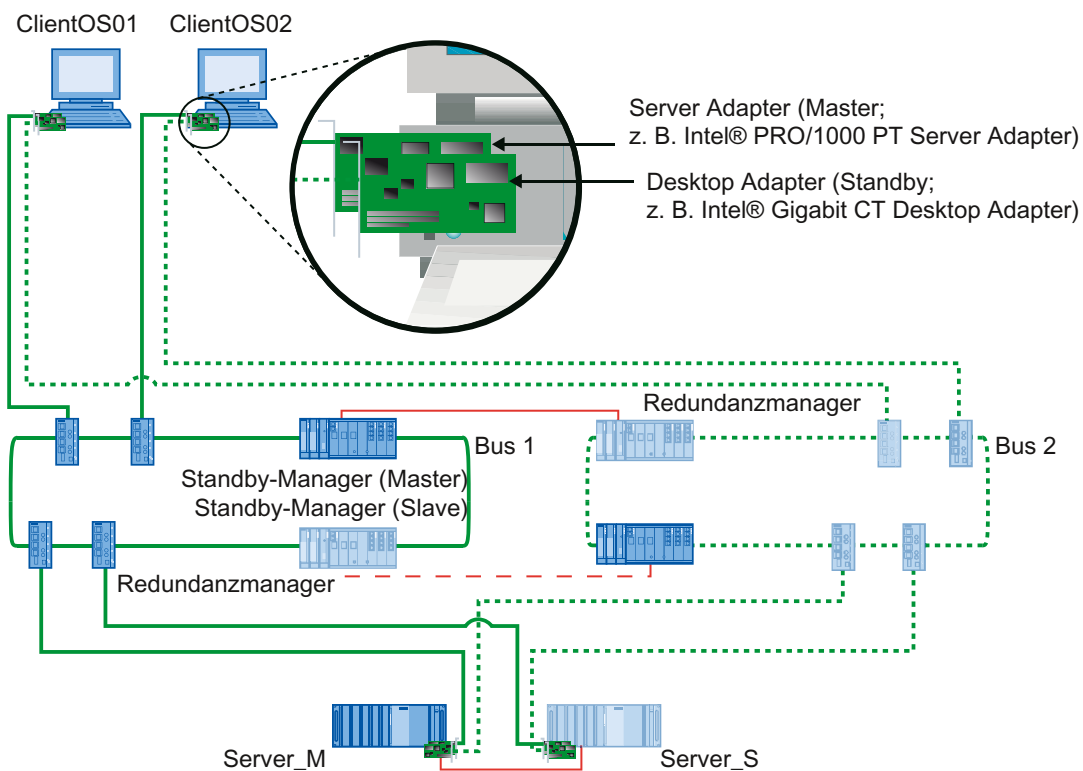 ClientOS01
ClientOS02
Server Adapter (Master;
z. B. Intel® PRO/1000 PT Server Adapter)
Desktop Adapter (Standby;
z. B. Intel® Gigabit CT Desktop Adapter)
Redundanzmanager
Bus 1
Bus 2
Standby-Manager (Master)
Standby-Manager (Slave)
Redundanzmanager
Server_M
Server_S